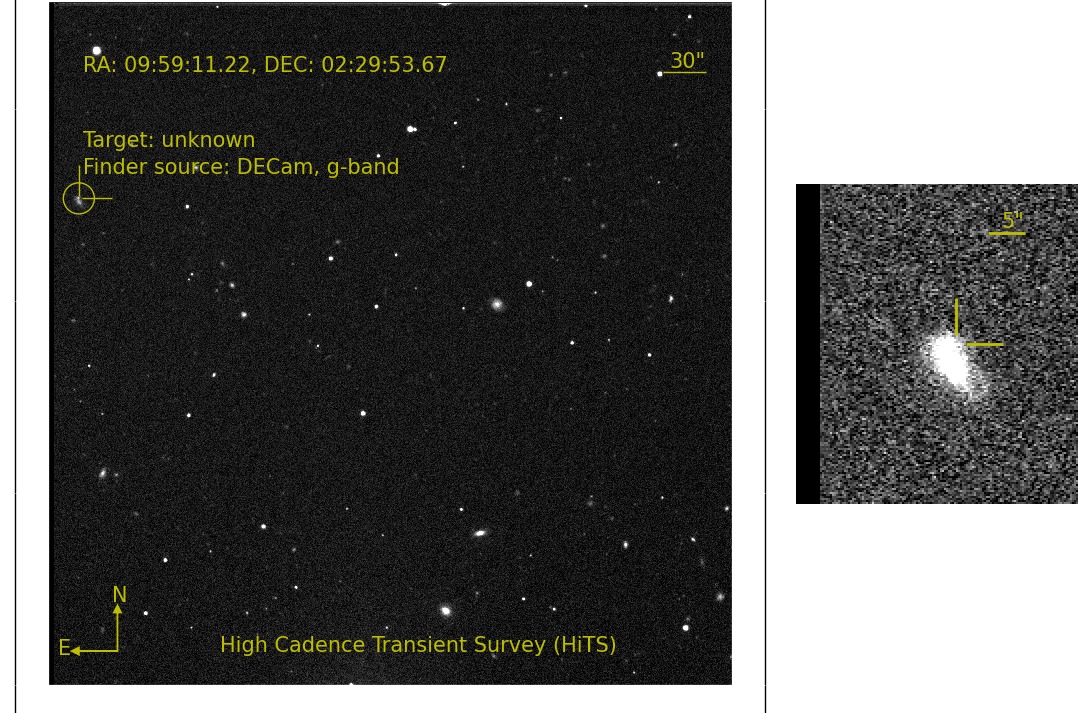 RA: 09:59:11.22, DEC: 02:29:53.67
30"
Target: unknown
Finder source: DECam, g-band
5"
N
E
High Cadence Transient Survey (HiTS)